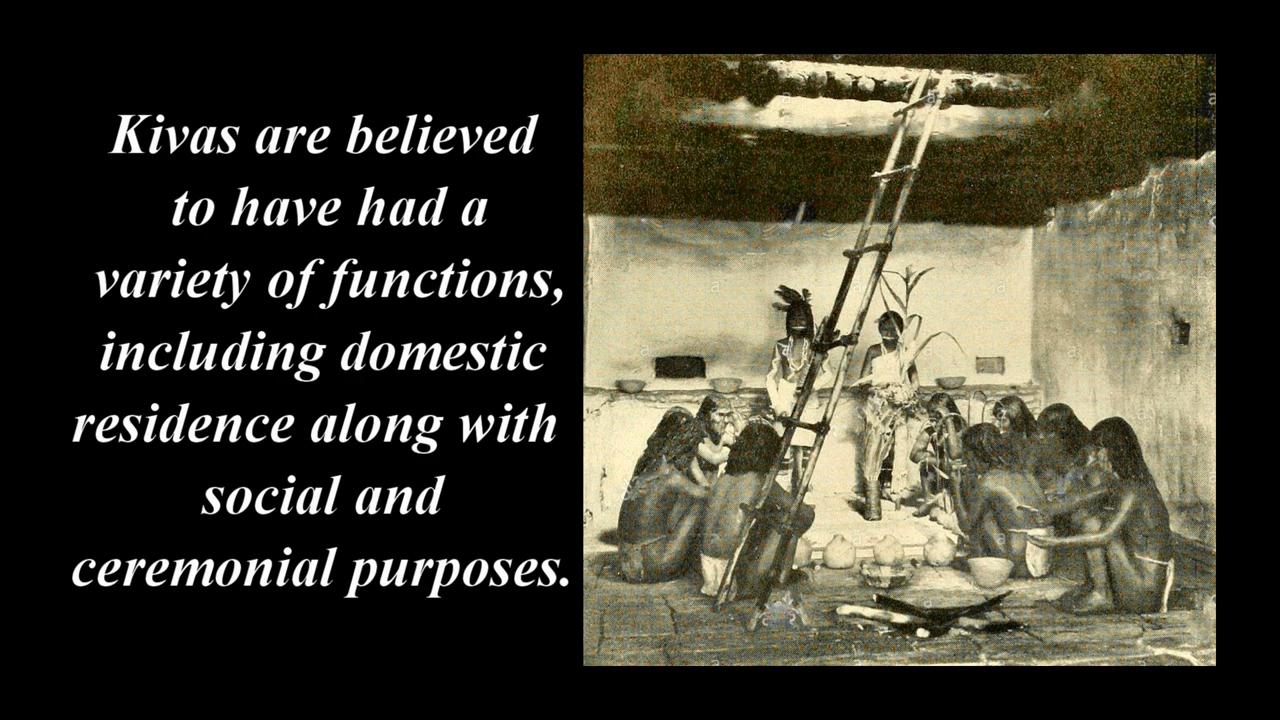 Kivas are believed
to have had a
variety of functions,
including domestic
residence along with
social and
ceremonial purposes.